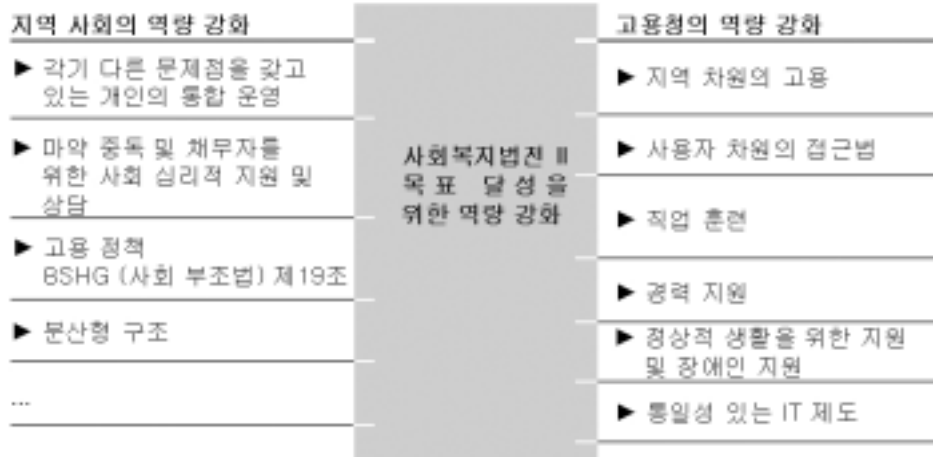 지역 사회의 역량 강화
▶ 각기 다른 문제점을 갖고
있는 개인의 통합 운영
▶ 마약 중독 및 채무자를
위한 사회 심리적 지원 및
상담
▶ 고용 정책
BSHG (사회 부조법) 제19조
▶ 분산형 구조
...
사회복지법전 II
목표 달성을
위한 역량 강화
고용청의 역량 강화
▶ 지역 차원의 고용
▶ 사용자 차원의 접근법
▶ 직업 훈련
▶ 경력 지원
▶ 정상적 생활을 위한 지원
및 장애인 지원
▶ 통일성 있는 IT 제도